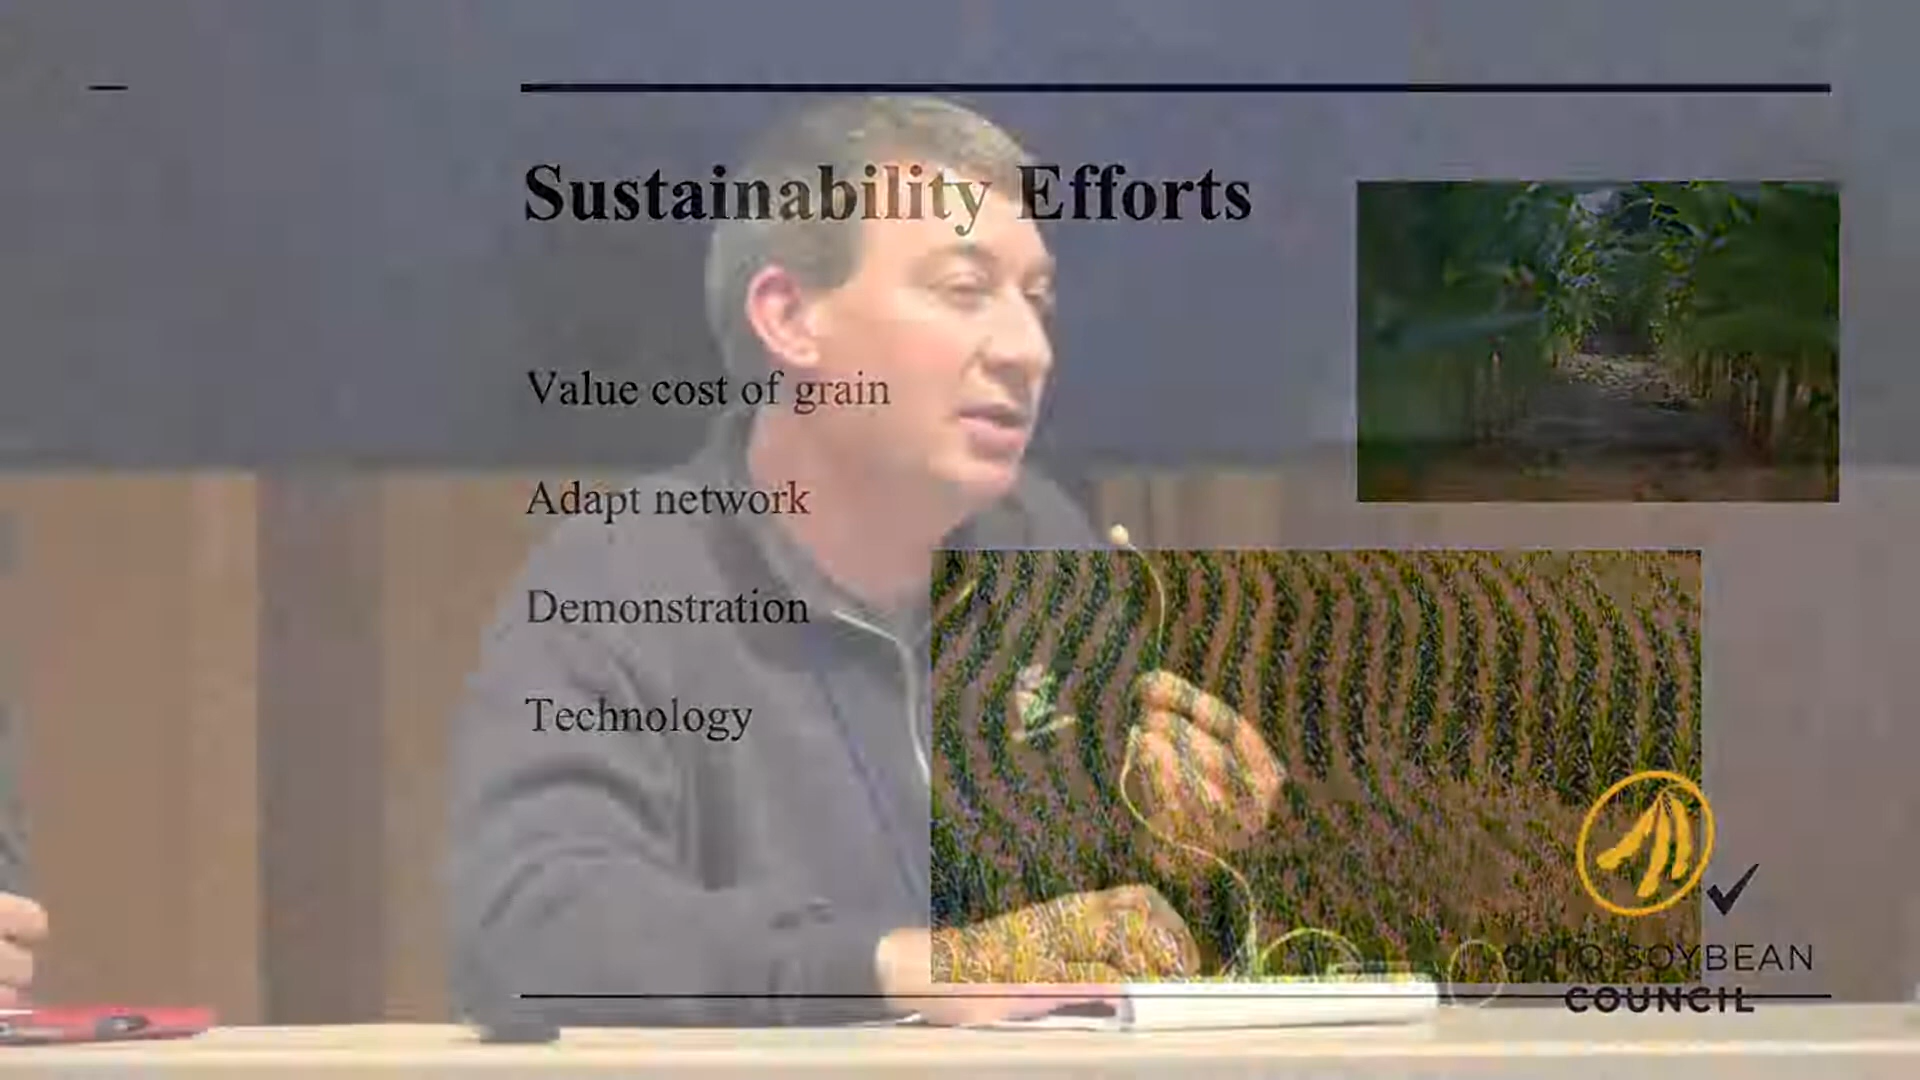 Sustainability Efforts
Value cost of grain
Adapt network
Demonstration
Technology
OHIO SOYBEAN
COUNCIL